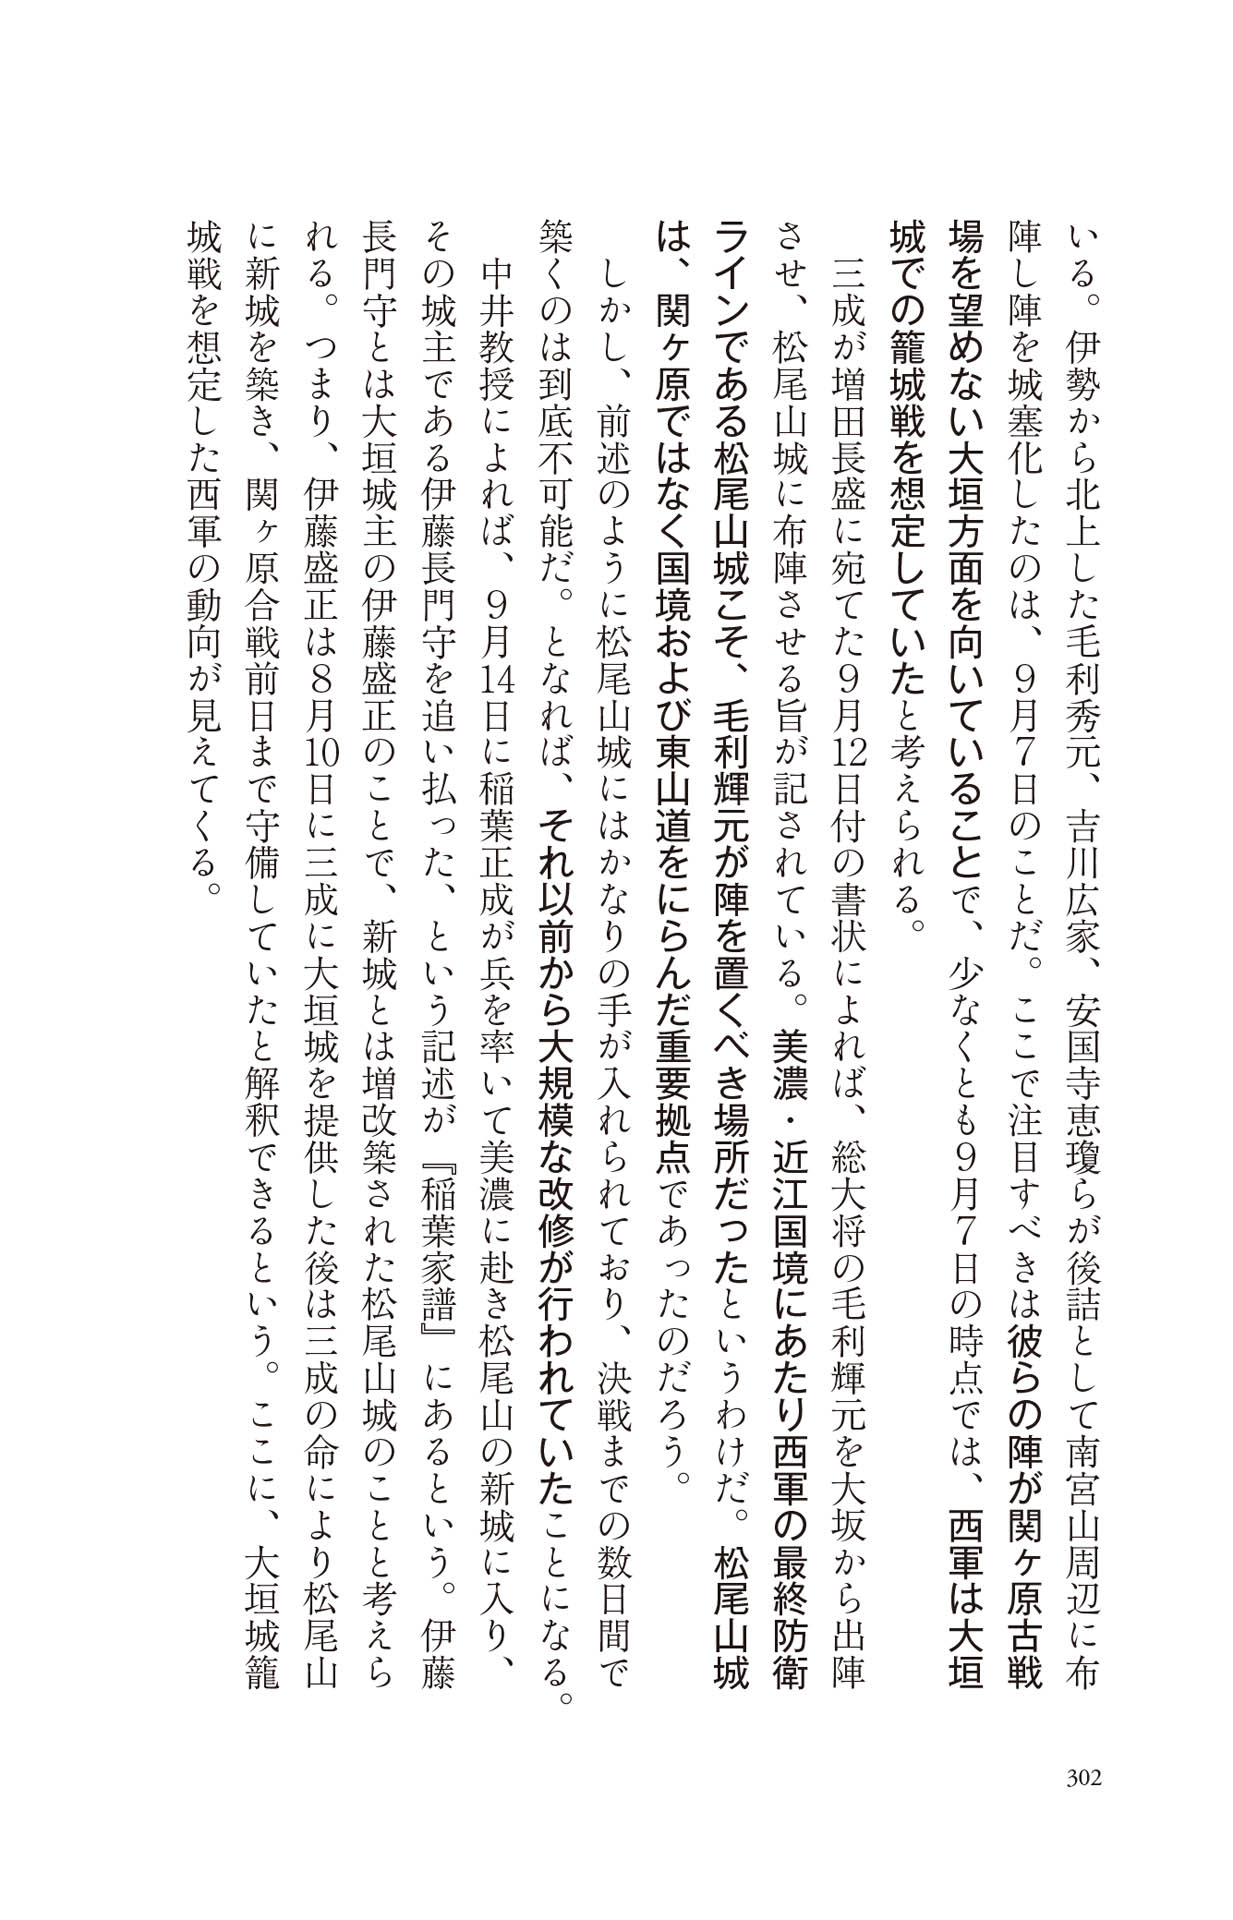 いる。伊勢から北上した毛利秀元、吉川広家、安国寺恵瓊らが後詰として南宮山周辺に布
陣し陣を城塞化したのは、9月7日のことだ。ここで注目すべきは彼らの陣が関ヶ原古戦
場を望めない大垣方面を向いていることで、少なくとも9月7日の時点では、西軍は大垣
城での籠城戦を想定していたと考えられる。
　三成が増田長盛に宛てた9月12日付の書状によれば、総大将の毛利輝元を大坂から出陣
させ、松尾山城に布陣させる旨が記されている。美濃・近江国境にあたり西軍の最終防衛
ラインである松尾山城こそ、毛利輝元が陣を置くべき場所だったというわけだ。松尾山城
は、関ヶ原ではなく国境および東山道をにらんだ重要拠点であったのだろう。
　しかし、前述のように松尾山城にはかなりの手が入れられており、決戦までの数日間で
築くのは到底不可能だ。となれば、それ以前から大規模な改修が行われていたことになる。
　中井教授によれば、9月14日に稲葉正成が兵を率いて美濃に赴き松尾山の新城に入り、
その城主である伊藤長門守を追い払った、という記述が『稲葉家譜』にあるという。伊藤
長門守とは大垣城主の伊藤盛正のことで、新城とは増改築された松尾山城のことと考えら
れる。つまり、伊藤盛正は8月10日に三成に大垣城を提供した後は三成の命により松尾山
に新城を築き、関ヶ原合戦前日まで守備していたと解釈できるという。ここに、大垣城籠
城戦を想定した西軍の動向が見えてくる。
302